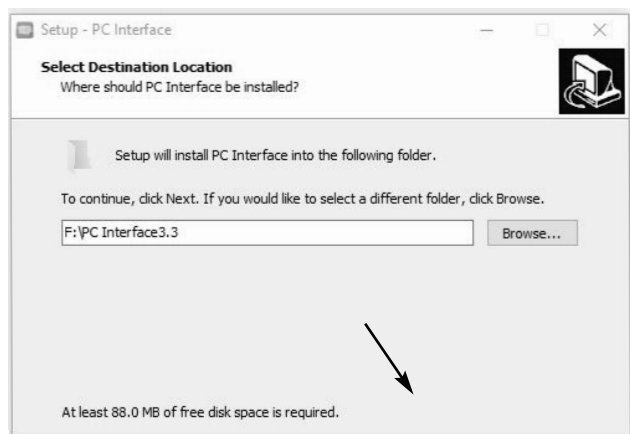 Setup - PC Interface
Select Destination Location
Where should PC Interface be installed?
Setup will install PC Interface into the following folder.
To continue, click Next. If you would like to select a different folder, click Browse.
F:\PC Interface3.3
Browse...
At least 88.0 MB of free disk space is required.